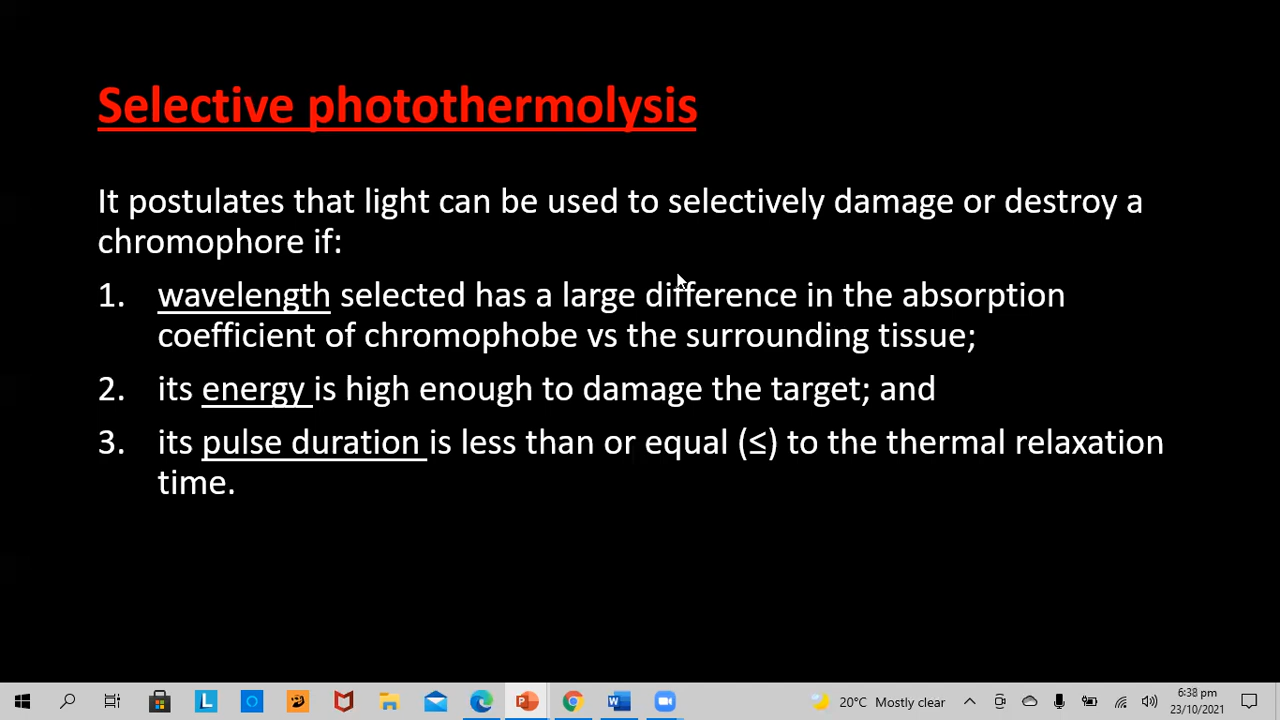 Selective photothermolysis
It postulates that light can be used to selectively damage or destroy a
chromophore if:
1. wavelength selected has a large difference in the absorption
coefficient of chromophobe vs the surrounding tissue;
2. its energy is high enough to damage the target; and
3. its pulse duration is less than or equal (≤) to the thermal relaxation
time.
20°C Mostly clear
6:38 pm
23/10/2021